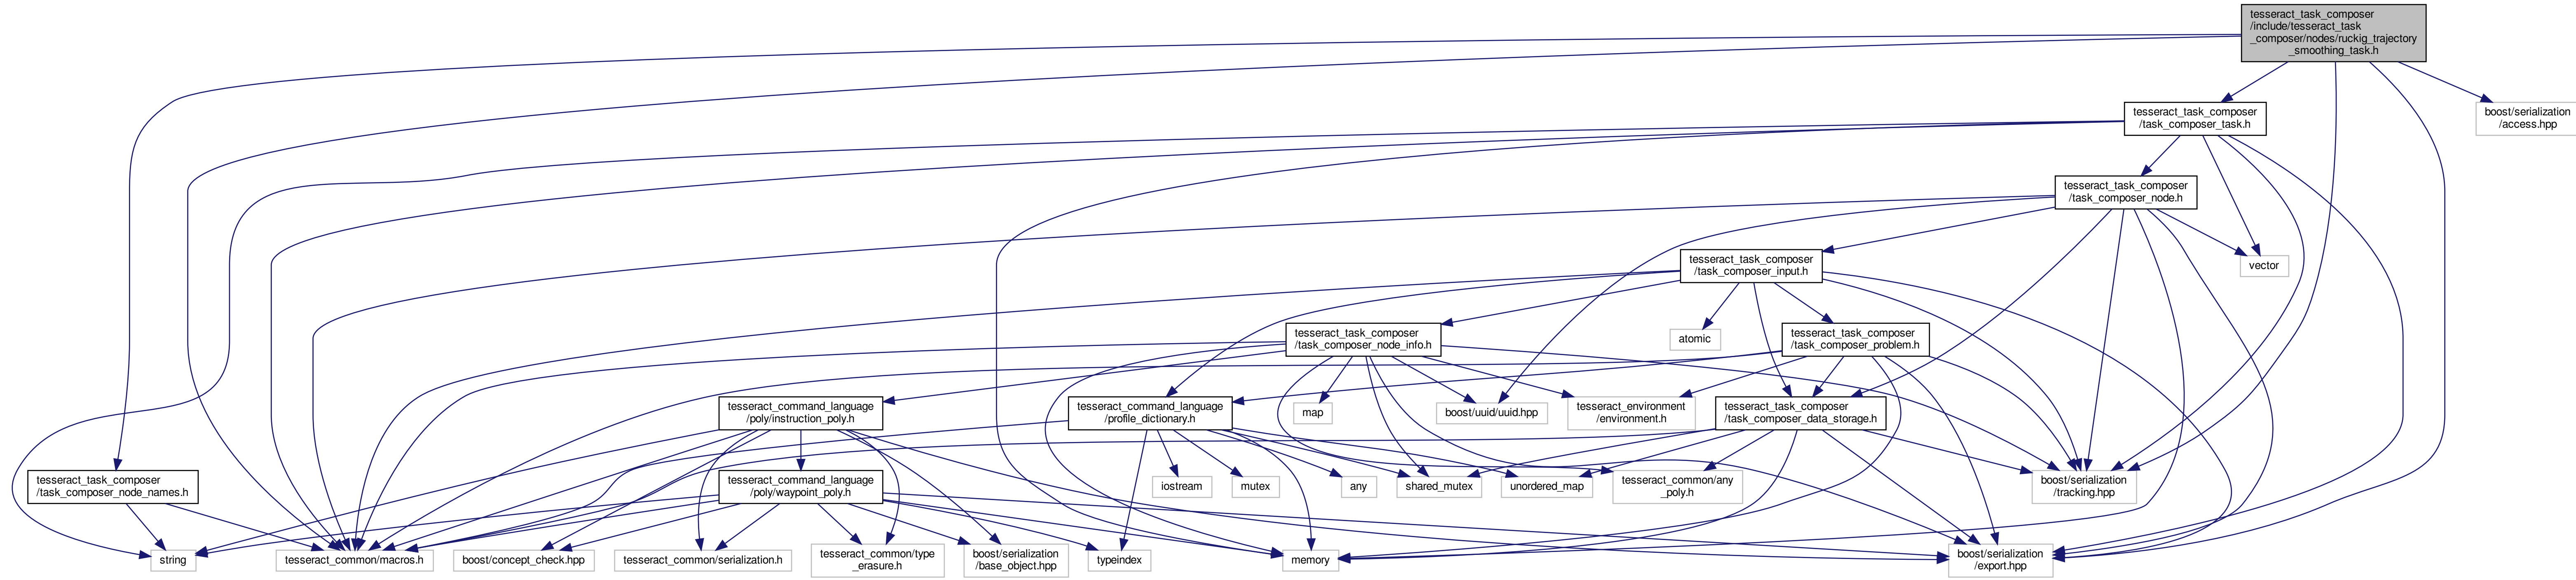 tesseract_task_composer
/include/tesseract_task
_composer/nodes/ruckig_trajectory
_smoothing_task.h
tesseract_task_composer
/task_composer_task.h
boost/serialization
/access.hpp
tesseract_task_composer
/task_composer_node.h
tesseract_task_composer
/task_composer_input.h
vector
tesseract_task_composer
/task_composer_node_info.h
atomic
tesseract_task_composer
/task_composer_problem.h
tesseract_command_language
/poly/instruction_poly.h
tesseract_command_language
/profile_dictionary.h
map
boost/uuid/uuid.hpp
tesseract_environment
/environment.h
tesseract_task_composer
/task_composer_data_storage.h
tesseract_task_composer
/task_composer_node_names.h
tesseract_command_language
/poly/waypoint_poly.h
iostream
mutex
any
shared_mutex
unordered_map
tesseract_common/any
_poly.h
boost/serialization
/tracking.hpp
string
tesseract_common/macros.h
boost/concept_check.hpp
tesseract_common/serialization.h
tesseract_common/type
_erasure.h
boost/serialization
/base_object.hpp
typeindex
memory
boost/serialization
/export.hpp